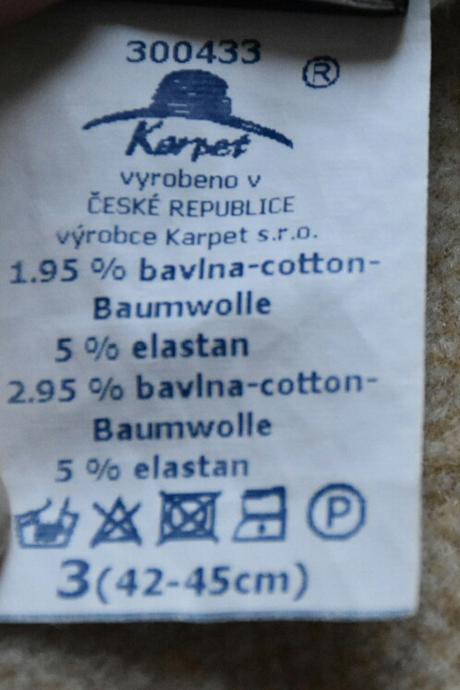 300433
®
Karpet
vyrobeno v
ČESKÉ REPUBLICE
výrobce Karpet s.r.o.
1.95 % bavlna-cotton-
Baumwolle
5 % elastan
2.95 % bavlna-cotton-
Baumwolle
5 % elastan
P
3(42-45cm)